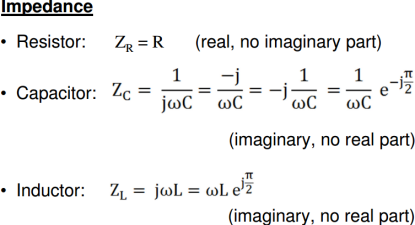 Impedance
• Resistor: Z_R = R (real, no imaginary part)
• Capacitor: Z_C = 1/(jωC) = -j/(ωC) = -j 1/(ωC) = 1/(ωC) e^(-jπ/2)
(imaginary, no real part)
• Inductor: Z_L = jωL = ωL e^(jπ/2)
(imaginary, no real part)